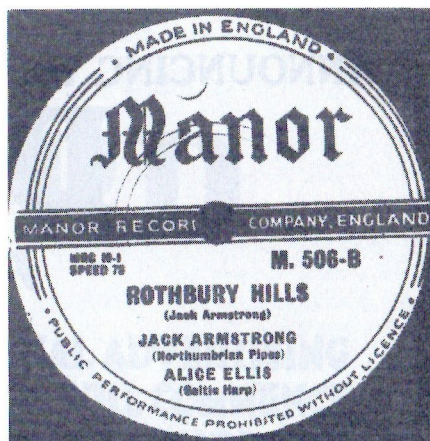 • MADE IN ENGLAND •
Manor
MANOR RECORD COMPANY, ENGLAND
SPEED 78
M. 506-B
ROTHBURY HILLS
(Jack Armstrong)
JACK ARMSTRONG
(Northumbrian Pipes)
ALICE ELLIS
(Celtic Harp)
PUBLIC PERFORMANCE PROHIBITED WITHOUT LICENCE •